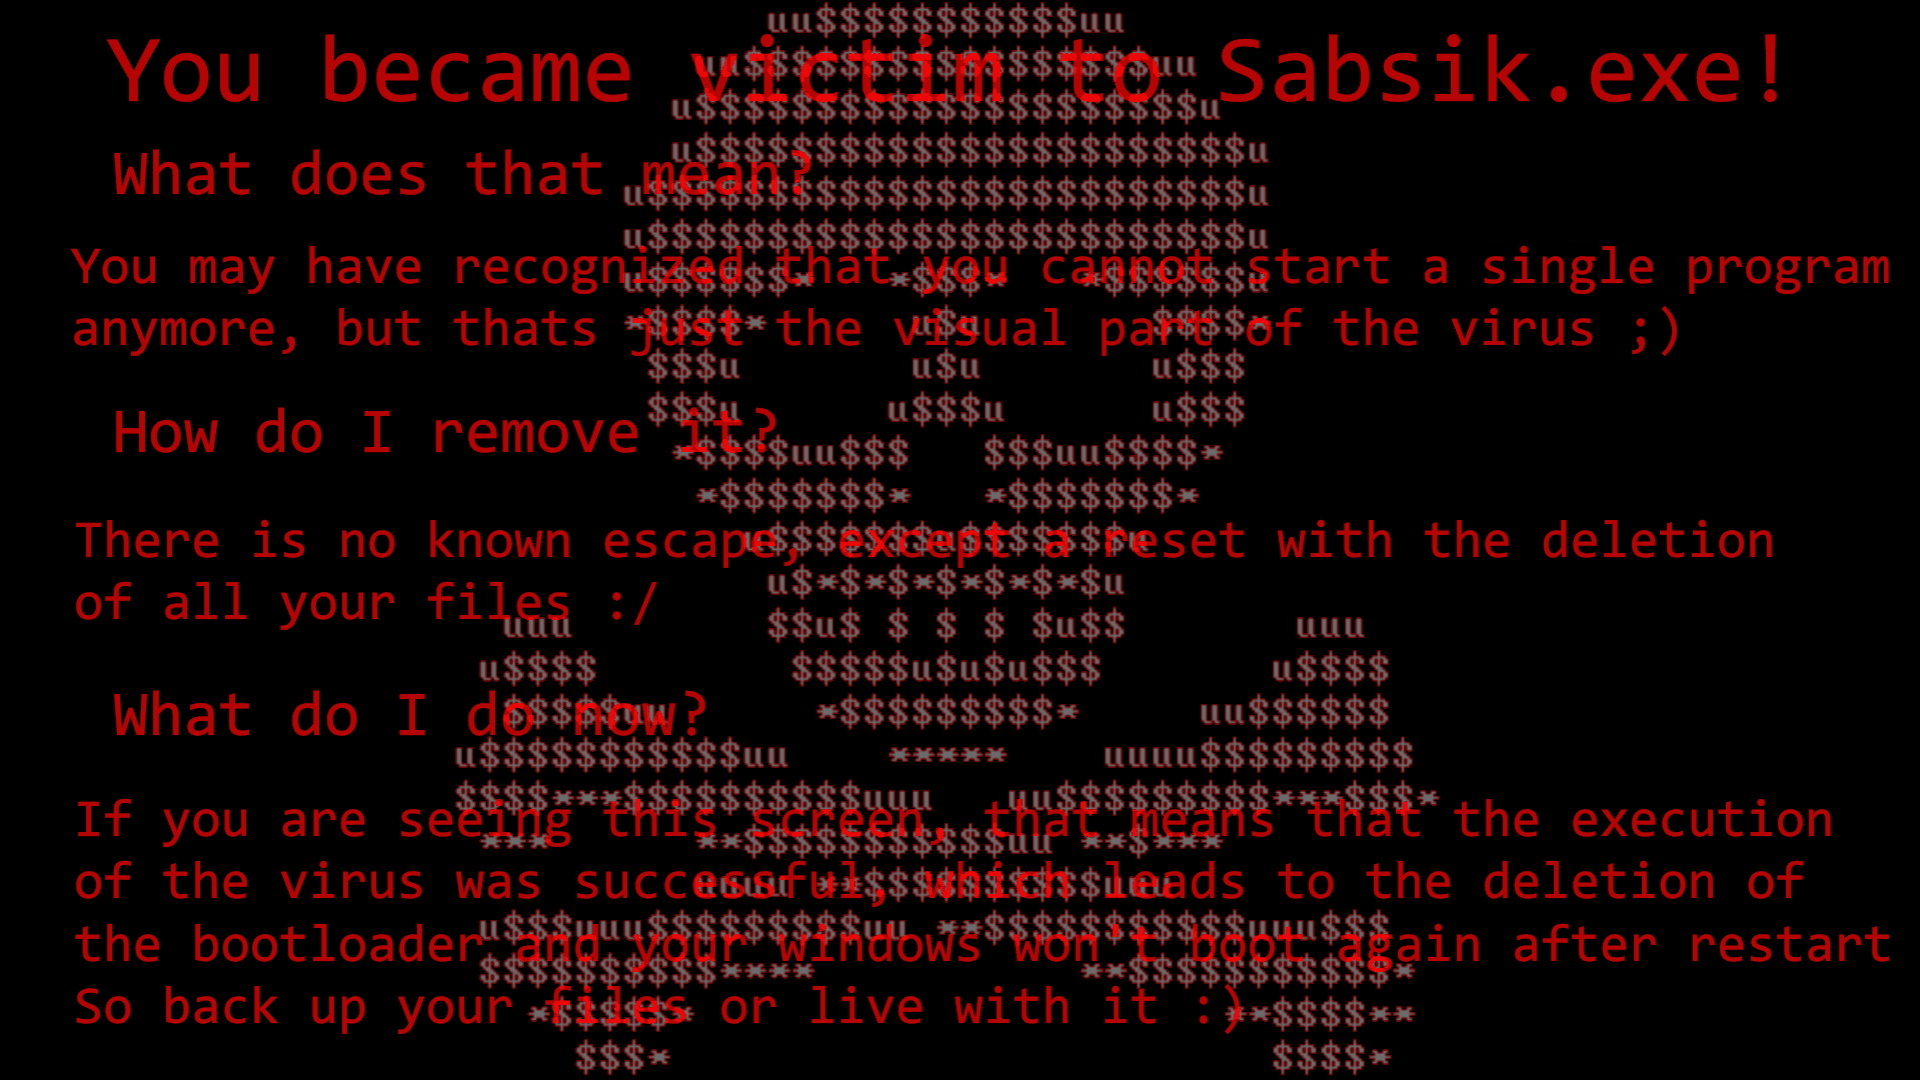 You became victim to Sabsik.exe!
What does that mean?
You may have recognized that you cannot start a single program
anymore, but thats just the visual part of the virus ;)
How do I remove it?
There is no known escape, except a reset with the deletion
of all your files :/
What do I do now?
If you are seeing this screen, that means that the execution
of the virus was successful, which leads to the deletion of
the bootloader and your windows won't boot again after restart
So back up your files or live with it :)